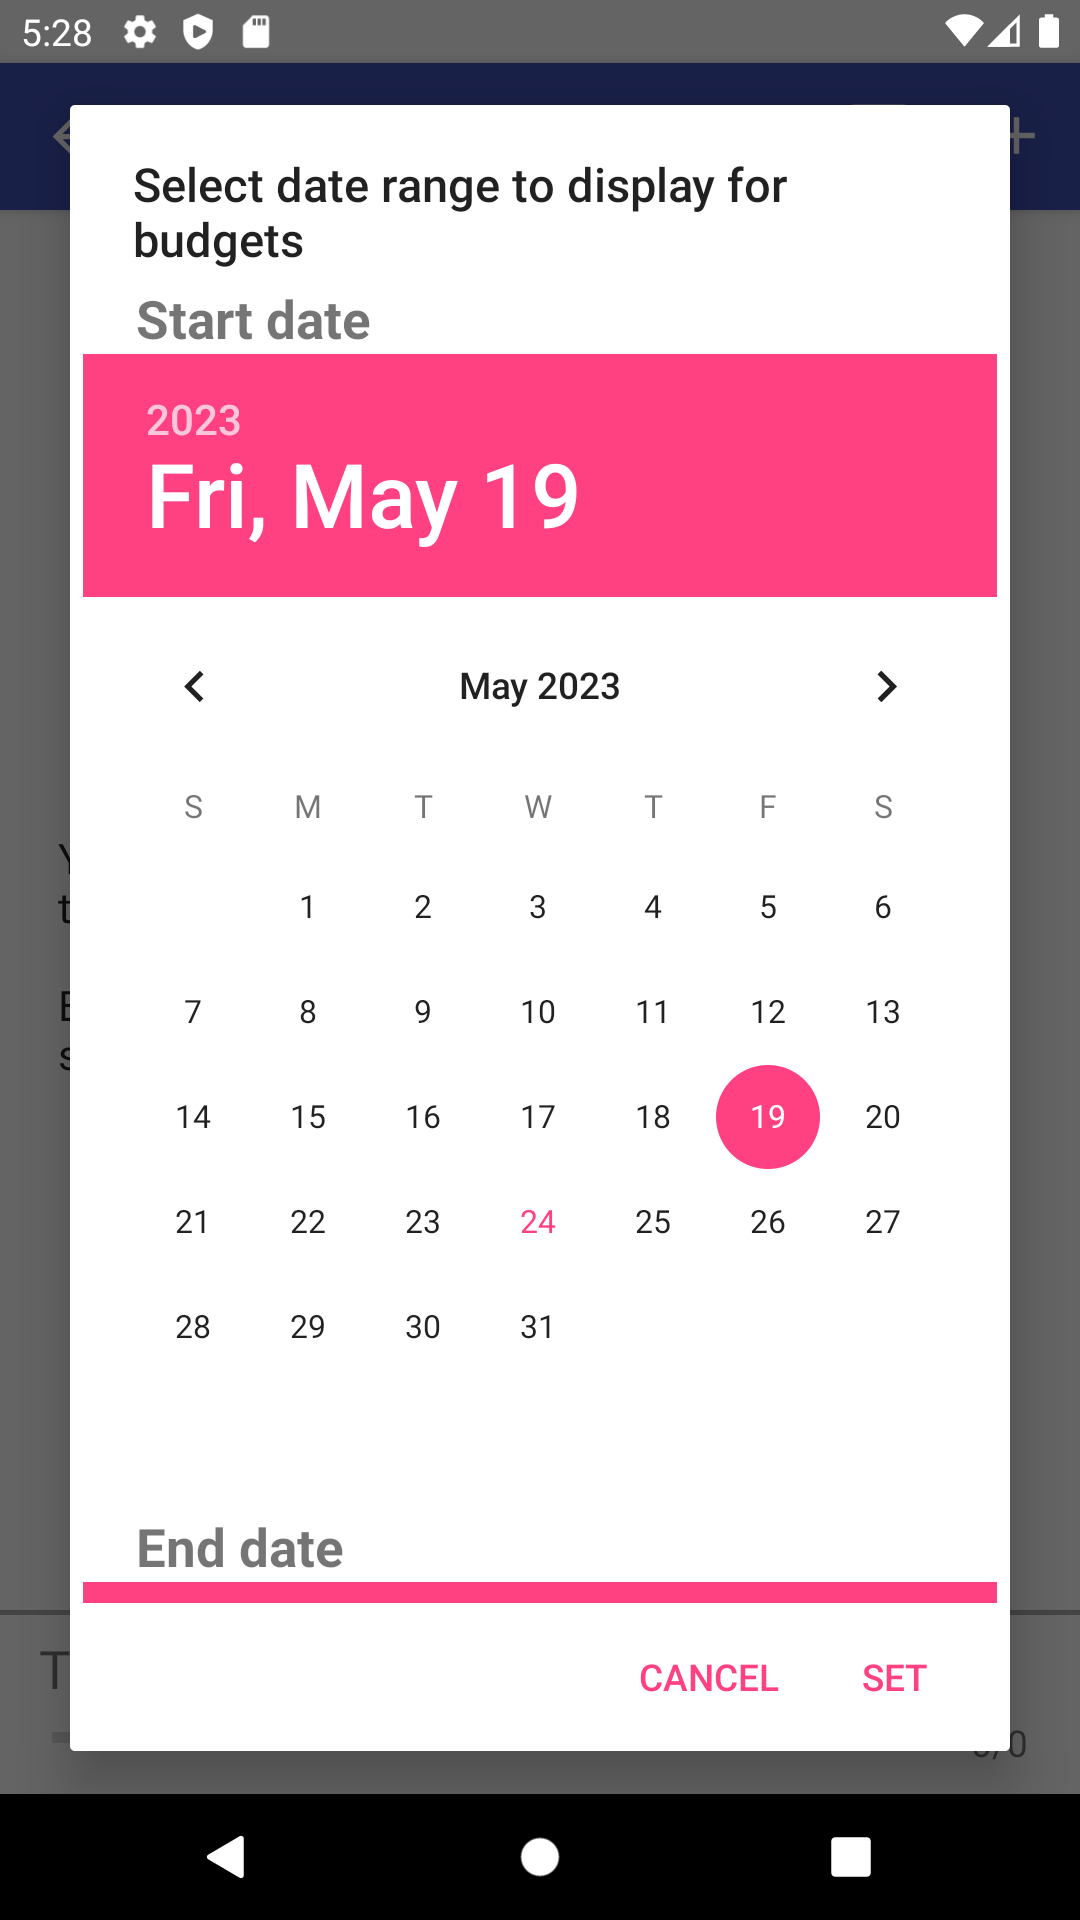 5:28
Select date range to display for
budgets
Start date
2023
Fri, May 19
May 2023
S M T W T F S
1 2 3 4 5 6
7 8 9 10 11 12 13
14 15 16 17 18 19 20
21 22 23 24 25 26 27
28 29 30 31
End date
CANCEL SET